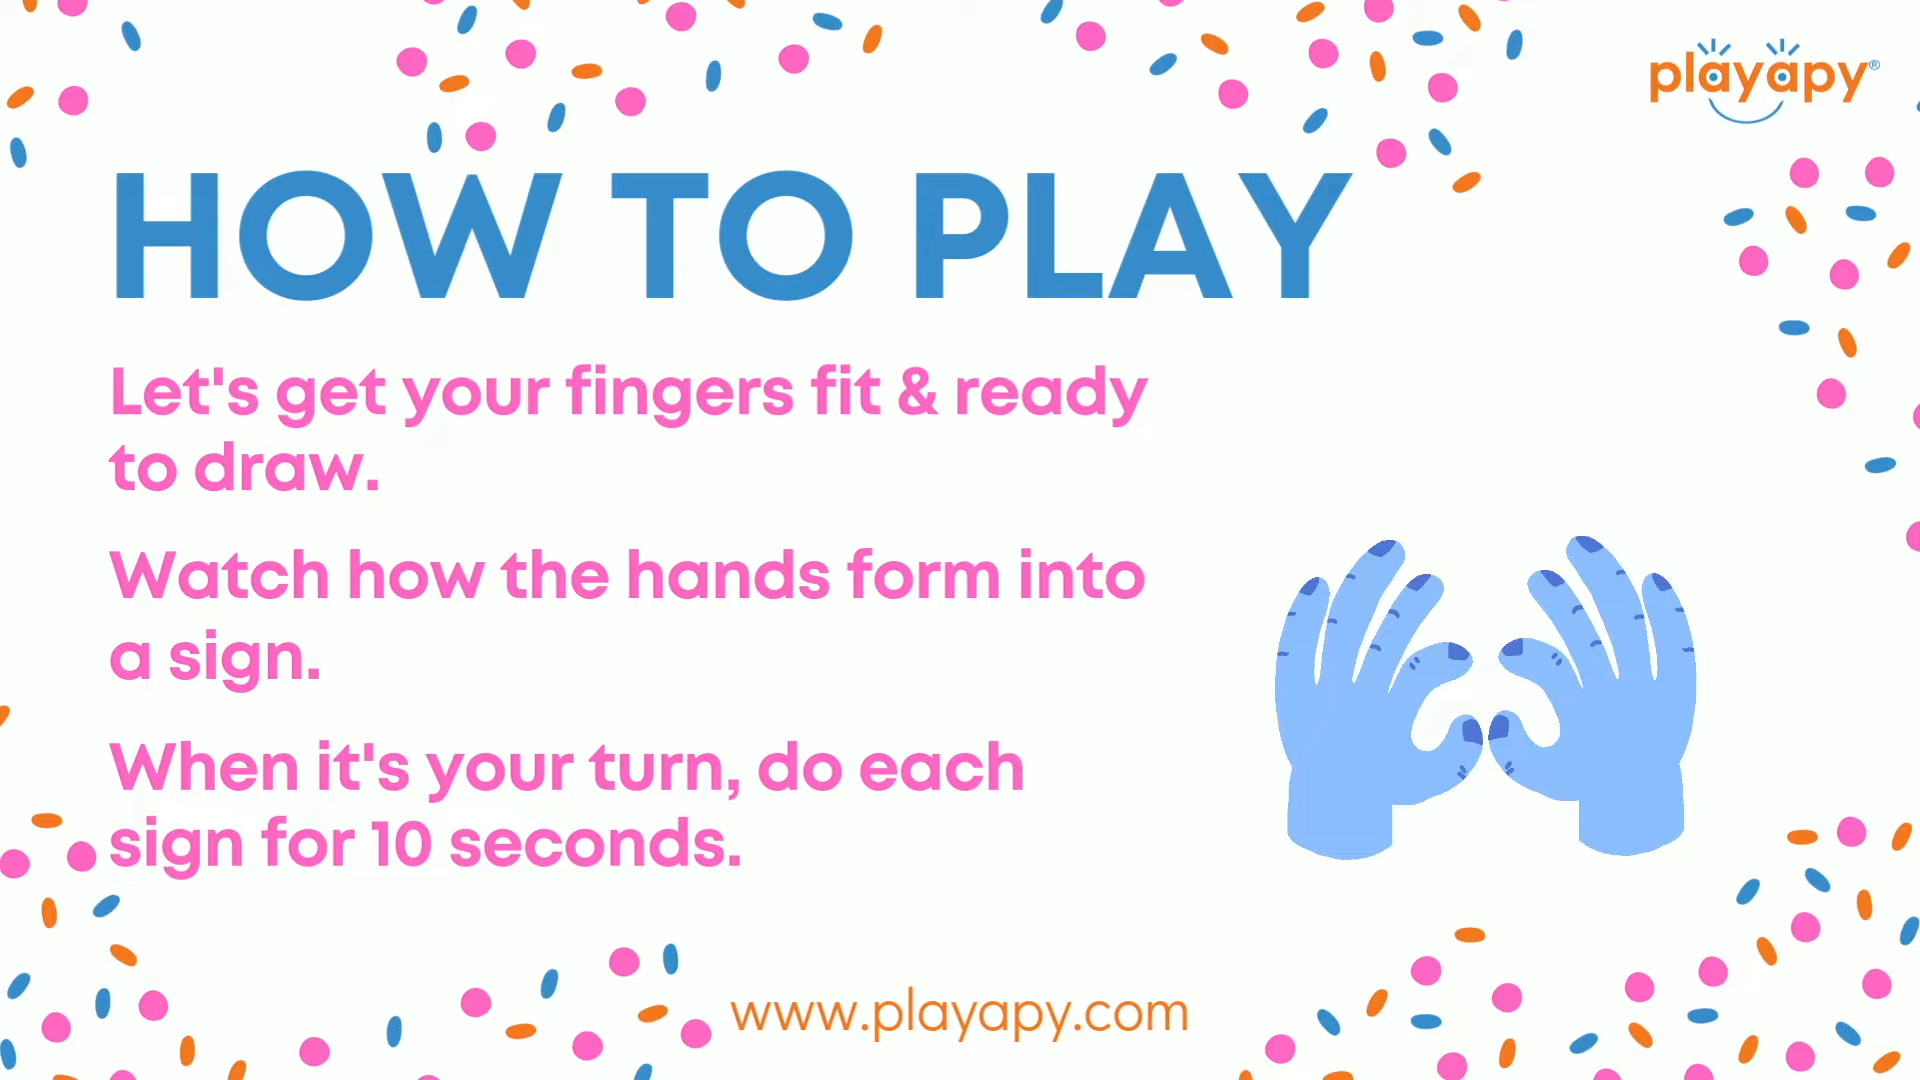 playapy®
HOW TO PLAY
Let's get your fingers fit & ready
to draw.
Watch how the hands form into
a sign.
When it's your turn, do each
sign for 10 seconds.
www.playapy.com